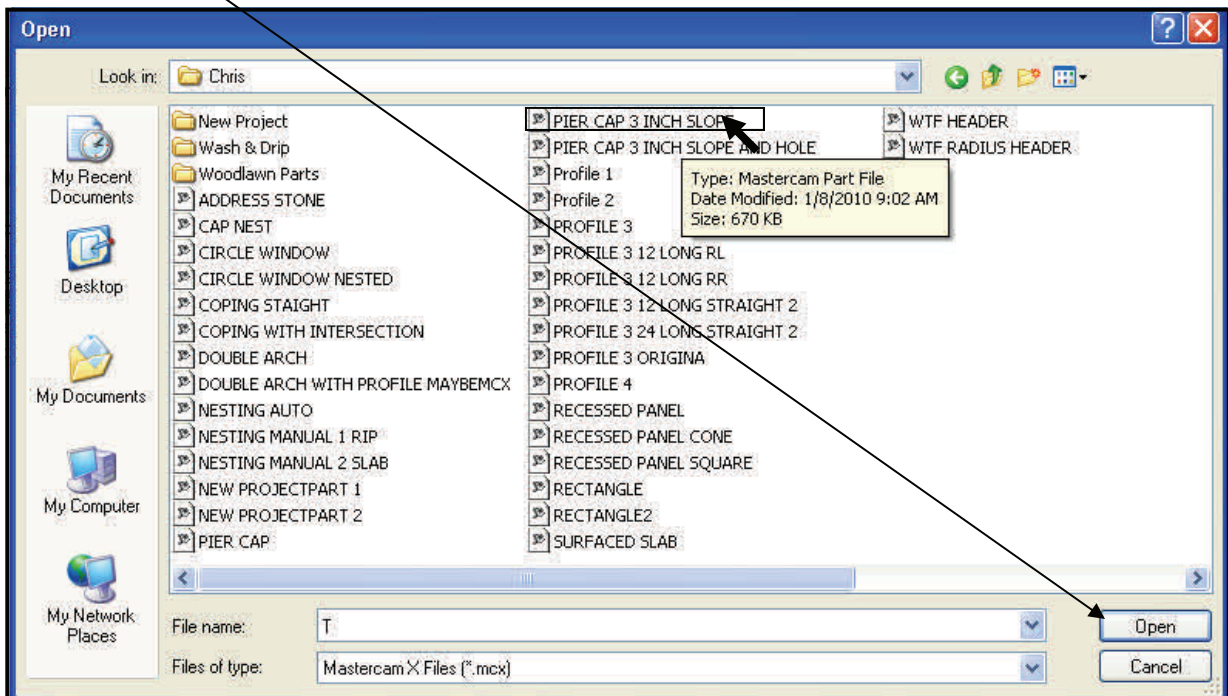 Open
Look in:
Chris
My Recent
Documents
Desktop
My Documents
My Computer
My Network
Places
New Project
Wash & Drip
Woodlawn Parts
ADDRESS STONE
CAP NEST
CIRCLE WINDOW
CIRCLE WINDOW NESTED
COPING STAIGHT
COPING WITH INTERSECTION
DOUBLE ARCH
DOUBLE ARCH WITH PROFILE MAYBEMCX
NESTING AUTO
NESTING MANUAL 1 RIP
NESTING MANUAL 2 SLAB
NEW PROJECTPART 1
NEW PROJECTPART 2
PIER CAP
PIER CAP 3 INCH SLOPE
PIER CAP 3 INCH SLOPE AND HOLE
Profile 1
Profile 2
PROFILE 3
PROFILE 3 12 LONG RL
PROFILE 3 12 LONG RR
PROFILE 3 12 LONG STRAIGHT 2
PROFILE 3 24 LONG STRAIGHT 2
PROFILE 3 ORIGINA
PROFILE 4
RECESSED PANEL
RECESSED PANEL CONE
RECESSED PANEL SQUARE
RECTANGLE
RECTANGLE2
SURFACED SLAB
WTF HEADER
WTF RADIUS HEADER
Type: Mastercam Part File
Date Modified: 1/8/2010 9:02 AM
Size: 670 KB
File name:
T
Open
Files of type:
Mastercam X Files (*.mcx)
Cancel